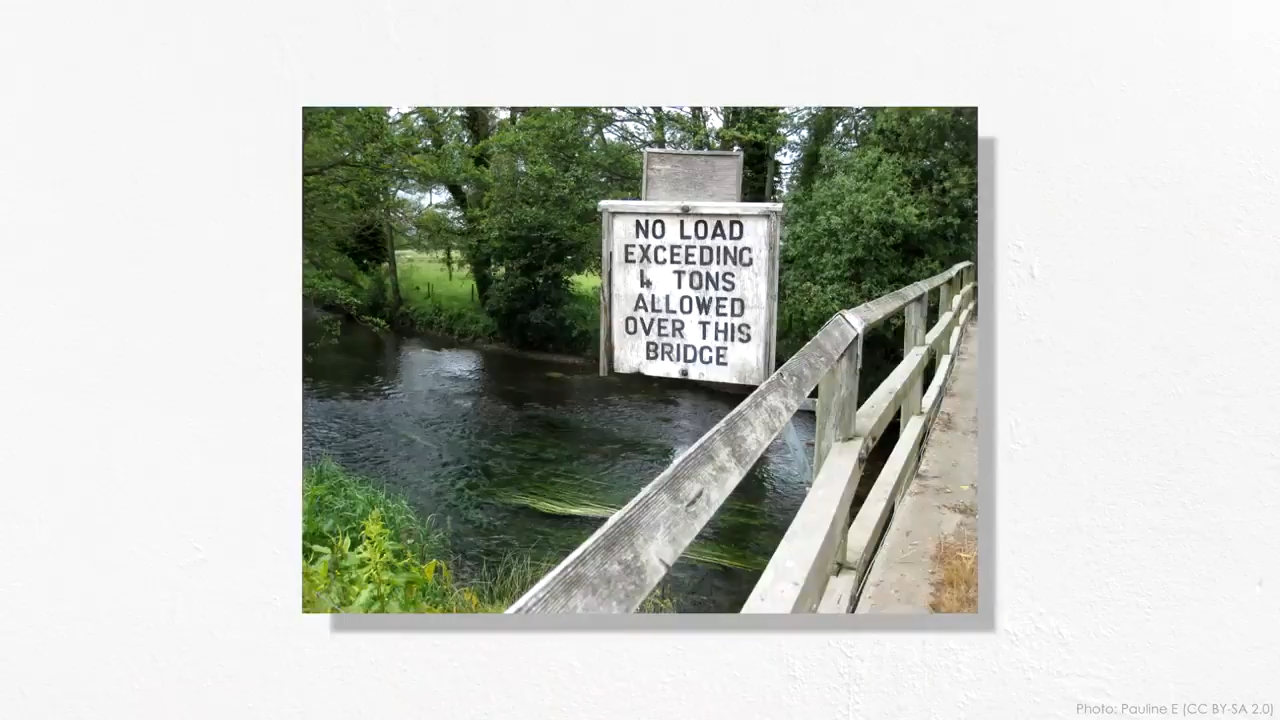 NO LOAD
EXCEEDING
4 TONS
ALLOWED
OVER THIS
BRIDGE
Photo: Pauline E (CC BY-SA 2.0)